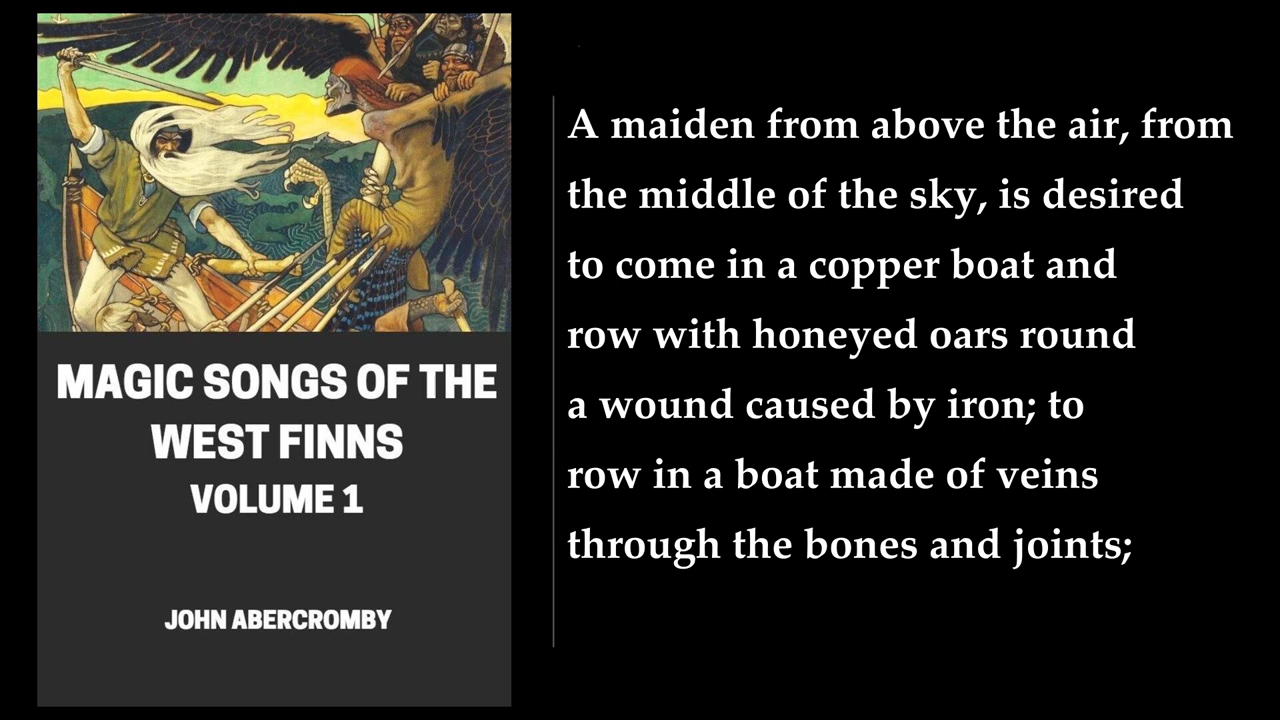 MAGIC SONGS OF THE
WEST FINNS
VOLUME 1
JOHN ABERCROMBY
A maiden from above the air, from
the middle of the sky, is desired
to come in a copper boat and
row with honeyed oars round
a wound caused by iron; to
row in a boat made of veins
through the bones and joints;